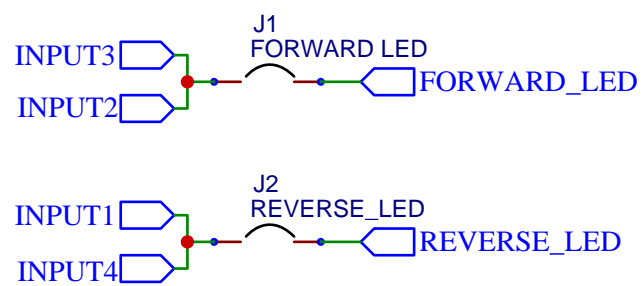 J1
FORWARD LED
INPUT3
FORWARD_LED
INPUT2
J2
REVERSE_LED
INPUT1
REVERSE_LED
INPUT4